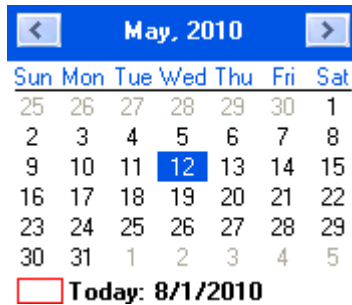 May, 2010
Sun Mon Tue Wed Thu Fri Sat
25 26 27 28 29 30 1
2 3 4 5 6 7 8
9 10 11 12 13 14 15
16 17 18 19 20 21 22
23 24 25 26 27 28 29
30 31 1 2 3 4 5
Today: 8/1/2010